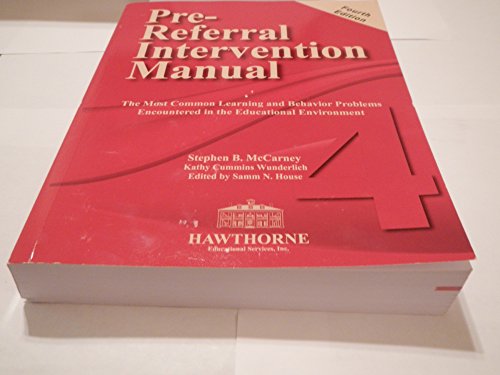 Pre-
Referral
Intervention
Manual
Fourth
Edition
The Most Common Learning and Behavior Problems
Encountered in the Educational Environment
4
Stephen B. McCarney
Kathy Cummins Wunderlich
Edited by Samm N. House
HAWTHORNE
Educational Services, Inc.